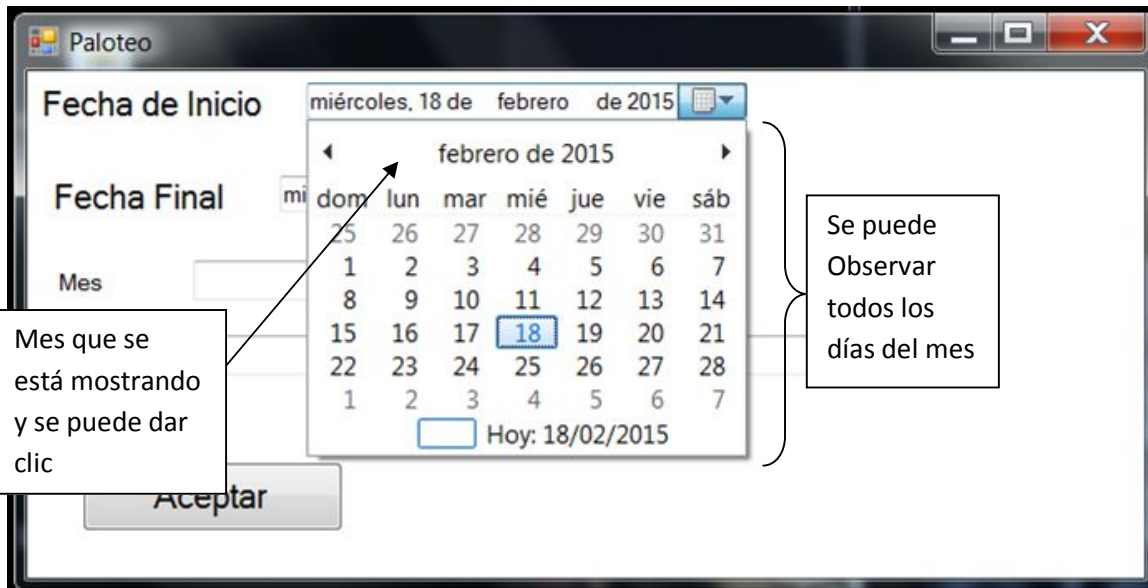 Paloteo
Fecha de Inicio
miércoles, 18 de febrero de 2015
febrero de 2015
dom lun mar mié jue vie sáb
25 26 27 28 29 30 31
1 2 3 4 5 6 7
8 9 10 11 12 13 14
15 16 17 18 19 20 21
22 23 24 25 26 27 28
1 2 3 4 5 6 7
Hoy: 18/02/2015
Fecha Final
mi
Mes
Mes que se
está mostrando
y se puede dar
clic
Se puede
Observar
todos los
días del mes
Aceptar